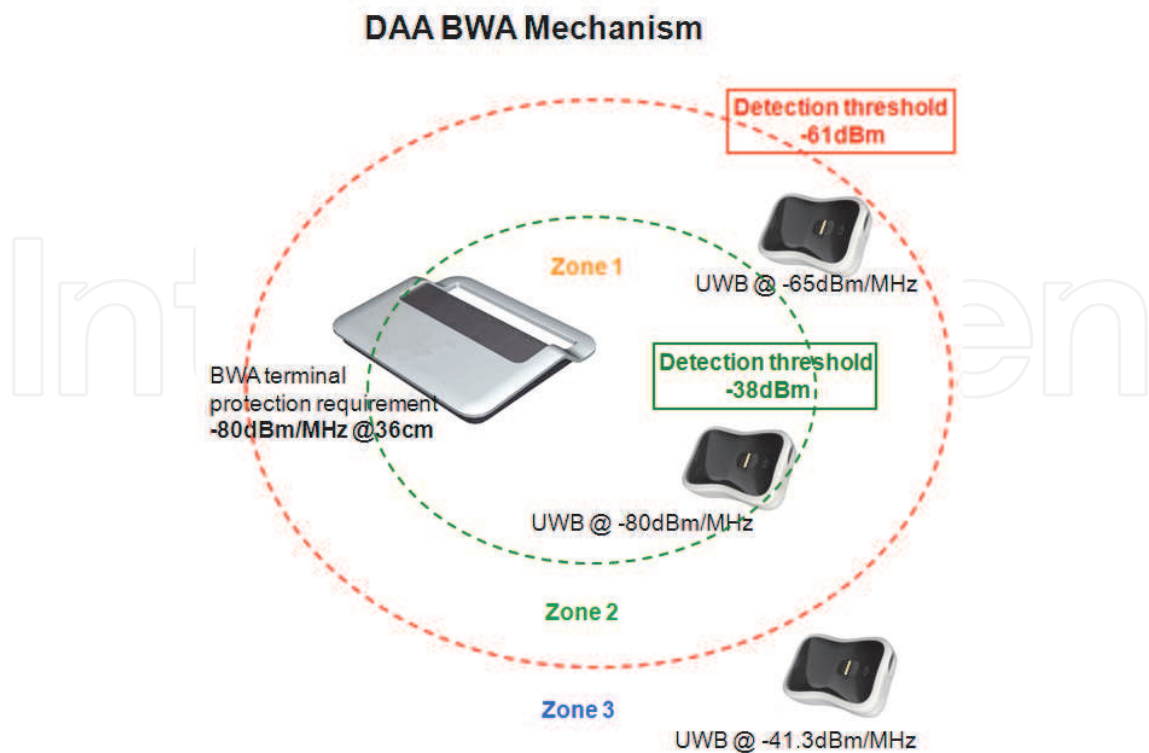 DAA BWA Mechanism
Detection threshold
-61dBm
Zone 1
UWB @ -65dBm/MHz
Detection threshold
-38dBm
BWA terminal
protection requirement
-80dBm/MHz @36cm
UWB @ -80dBm/MHz
Zone 2
Zone 3
UWB @ -41.3dBm/MHz